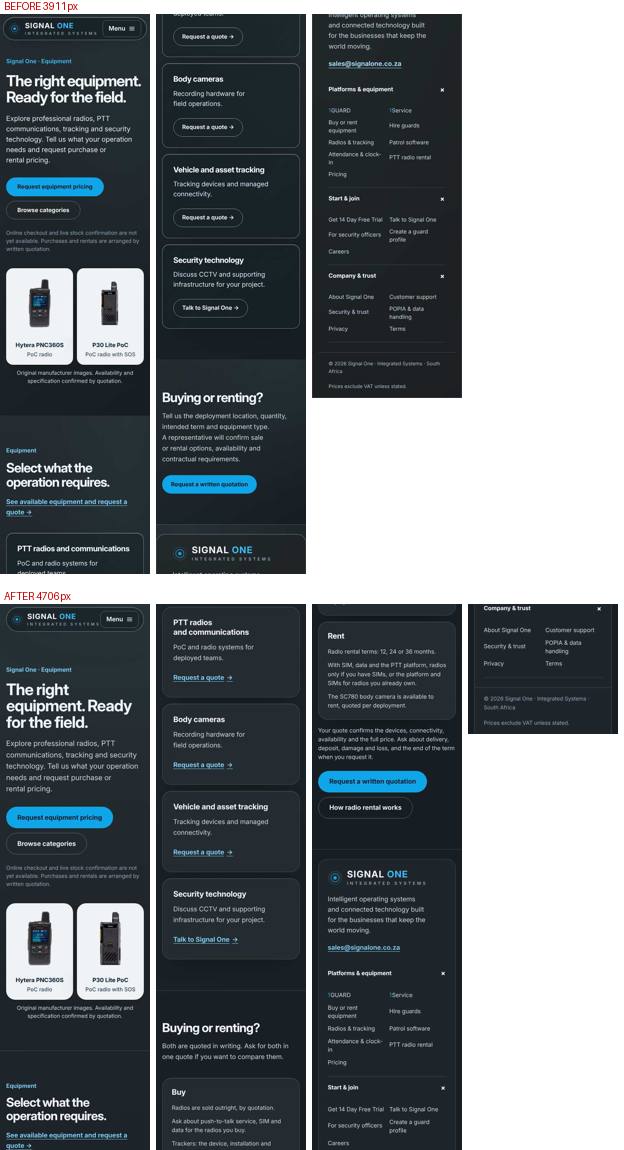 BEFORE 3911px
SIGNAL ONE
INTEGRATED SYSTEMS
Menu
Signal One · Equipment
The right equipment.
Ready for the field.
Explore professional radios, PTT
communications, tracking and security
technology. Tell us what your operation
needs and request purchase or
rental pricing.
Request equipment pricing
Browse categories
Online checkout and live stock confirmation are not
yet available. Purchases and rentals are arranged by
written quotation.
Hytera PNC360S
PoC radio
P30 Lite PoC
PoC radio with SOS
Original manufacturer images. Availability and
specification confirmed by quotation.
Equipment
Select what the
operation requires.
See available equipment and request a
quote →
PTT radios and communications
PoC and radio systems for
deployed teams.
deployed teams.
Request a quote →
Body cameras
Recording hardware for
field operations.
Request a quote →
Vehicle and asset tracking
Tracking devices and managed
connectivity.
Request a quote →
Security technology
Discuss CCTV and supporting
infrastructure for your project.
Talk to Signal One →
Buying or renting?
Tell us the deployment location, quantity,
intended term and equipment type.
A representative will confirm sale
or rental options, availability and
contractual requirements.
Request a written quotation
SIGNAL ONE
INTEGRATED SYSTEMS
Intelligent operating systems
Intelligent operating systems
and connected technology built
for the businesses that keep the
world moving.
sales@signalone.co.za
Platforms & equipment ×
1GUARD 1Service
Buy or rent
equipment Hire guards
Radios & tracking Patrol software
Attendance & clock-
in PTT radio rental
Pricing
Start & join ×
Get 14 Day Free Trial Talk to Signal One
For security officers Create a guard
profile
Careers
Company & trust ×
About Signal One Customer support
Security & trust POPIA & data
handling
Privacy Terms
© 2026 Signal One · Integrated Systems · South
Africa
Prices exclude VAT unless stated.
AFTER 4706px
SIGNAL ONE
INTEGRATED SYSTEMS
Menu
Signal One · Equipment
The right
equipment. Ready
for the field.
Explore professional radios, PTT
communications, tracking and security
technology. Tell us what your operation
needs and request purchase or
rental pricing.
Request equipment pricing
Browse categories
Online checkout and live stock confirmation are not
yet available. Purchases and rentals are arranged by
written quotation.
Hytera PNC360S
PoC radio
P30 Lite PoC
PoC radio with SOS
Original manufacturer images. Availability and
specification confirmed by quotation.
Equipment
Select what the
operation requires.
See available equipment and request a
quote →
PTT radios
and communications
PoC and radio systems for
deployed teams.
Request a quote →
Body cameras
Recording hardware for
field operations.
Request a quote →
Vehicle and asset tracking
Tracking devices and managed
connectivity.
Request a quote →
Security technology
Discuss CCTV and supporting
infrastructure for your project.
Talk to Signal One →
Buying or renting?
Both are quoted in writing. Ask for both in
one quote if you want to compare them.
Buy
Radios are sold outright, by quotation.
Ask about push-to-talk service, SIM and
data for the radios you buy.
Trackers: the device, installation and
Rent
Radio rental terms: 12, 24 or 36 months.
With SIM, data and the PTT platform, radios
only if you have SIMs, or the platform and
SIMs for radios you already own.
The SC780 body camera is available to
rent, quoted per deployment.
Your quote confirms the devices, connectivity,
availability and the full price. Ask about delivery,
deposit, damage and loss, and the end of the term
when you request it.
Request a written quotation
How radio rental works
SIGNAL ONE
INTEGRATED SYSTEMS
Intelligent operating systems
and connected technology built
for the businesses that keep the
world moving.
sales@signalone.co.za
Platforms & equipment ×
1GUARD 1Service
Buy or rent
equipment Hire guards
Radios & tracking Patrol software
Attendance & clock-
in PTT radio rental
Pricing
Start & join ×
Get 14 Day Free Trial Talk to Signal One
For security officers Create a guard
profile
Careers
Company & trust ×
About Signal One Customer support
Security & trust POPIA & data
handling
Privacy Terms
© 2026 Signal One · Integrated Systems ·
South Africa
Prices exclude VAT unless stated.